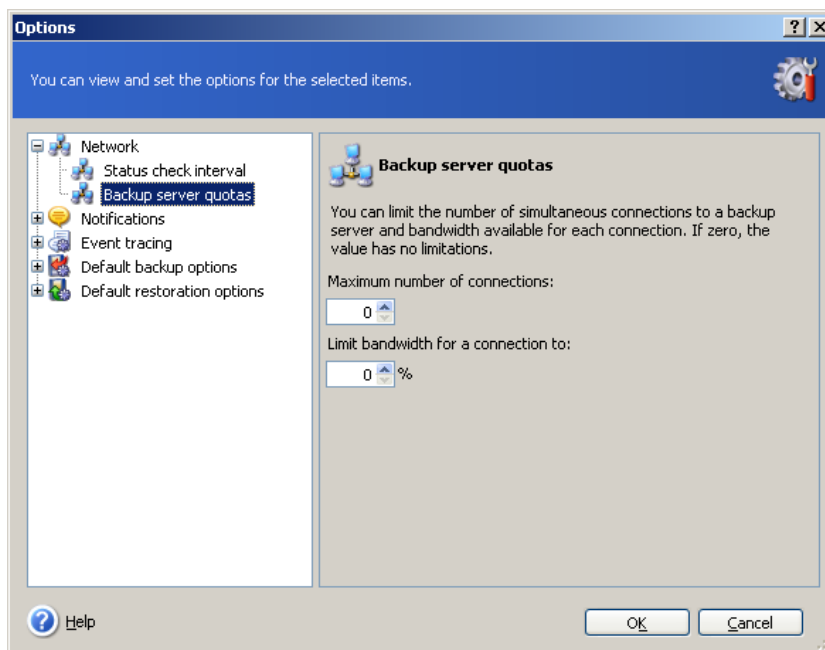 Options
You can view and set the options for the selected items.
Network
Status check interval
Backup server quotas
Notifications
Event tracing
Default backup options
Default restoration options
Backup server quotas
You can limit the number of simultaneous connections to a backup
server and bandwidth available for each connection. If zero, the
value has no limitations.
Maximum number of connections:
0
Limit bandwidth for a connection to:
0 %
Help
OK
Cancel